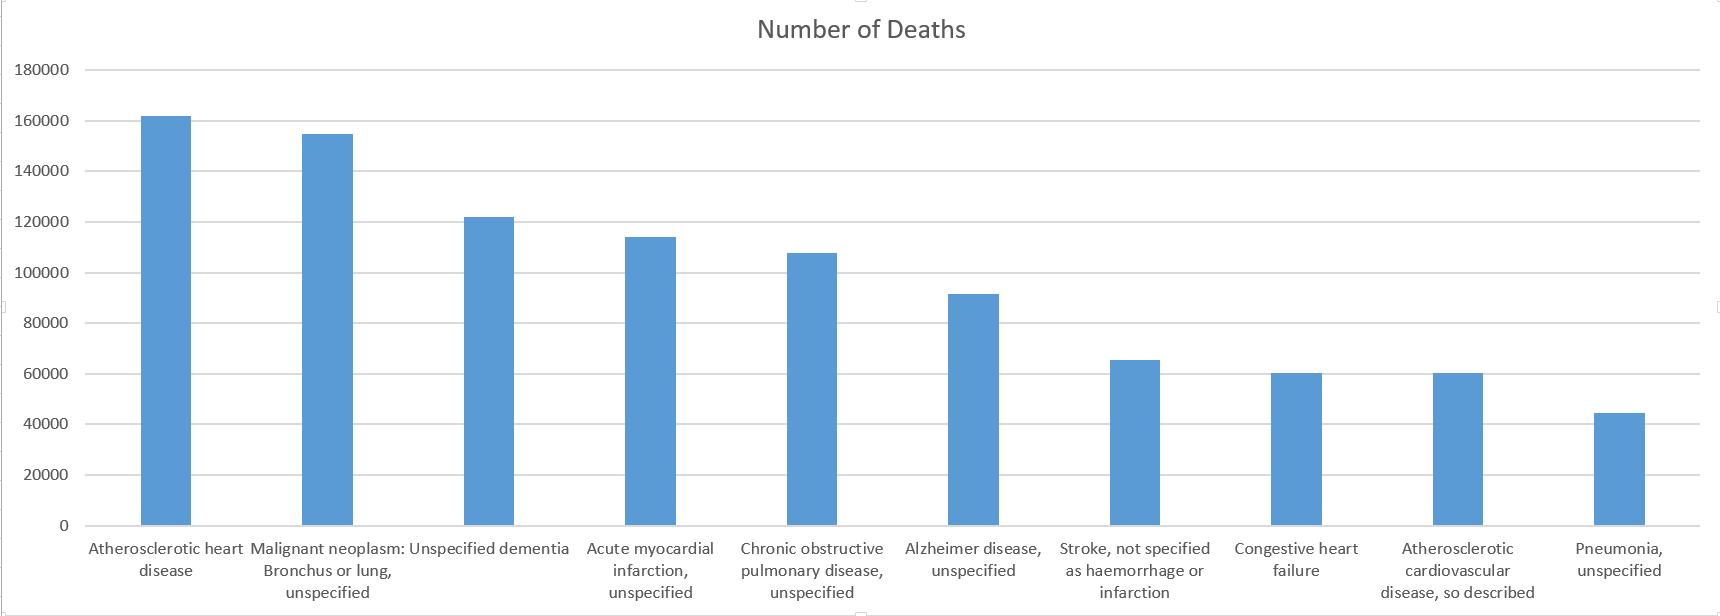 Number of Deaths
180000
160000
140000
120000
100000
80000
60000
40000
20000
0
Atherosclerotic heart
disease
Malignant neoplasm:
Bronchus or lung,
unspecified
Unspecified dementia
Acute myocardial
infarction,
unspecified
Chronic obstructive
pulmonary disease,
unspecified
Alzheimer disease,
unspecified
Stroke, not specified
as haemorrhage or
infarction
Congestive heart
failure
Atherosclerotic
cardiovascular
disease, so described
Pneumonia,
unspecified